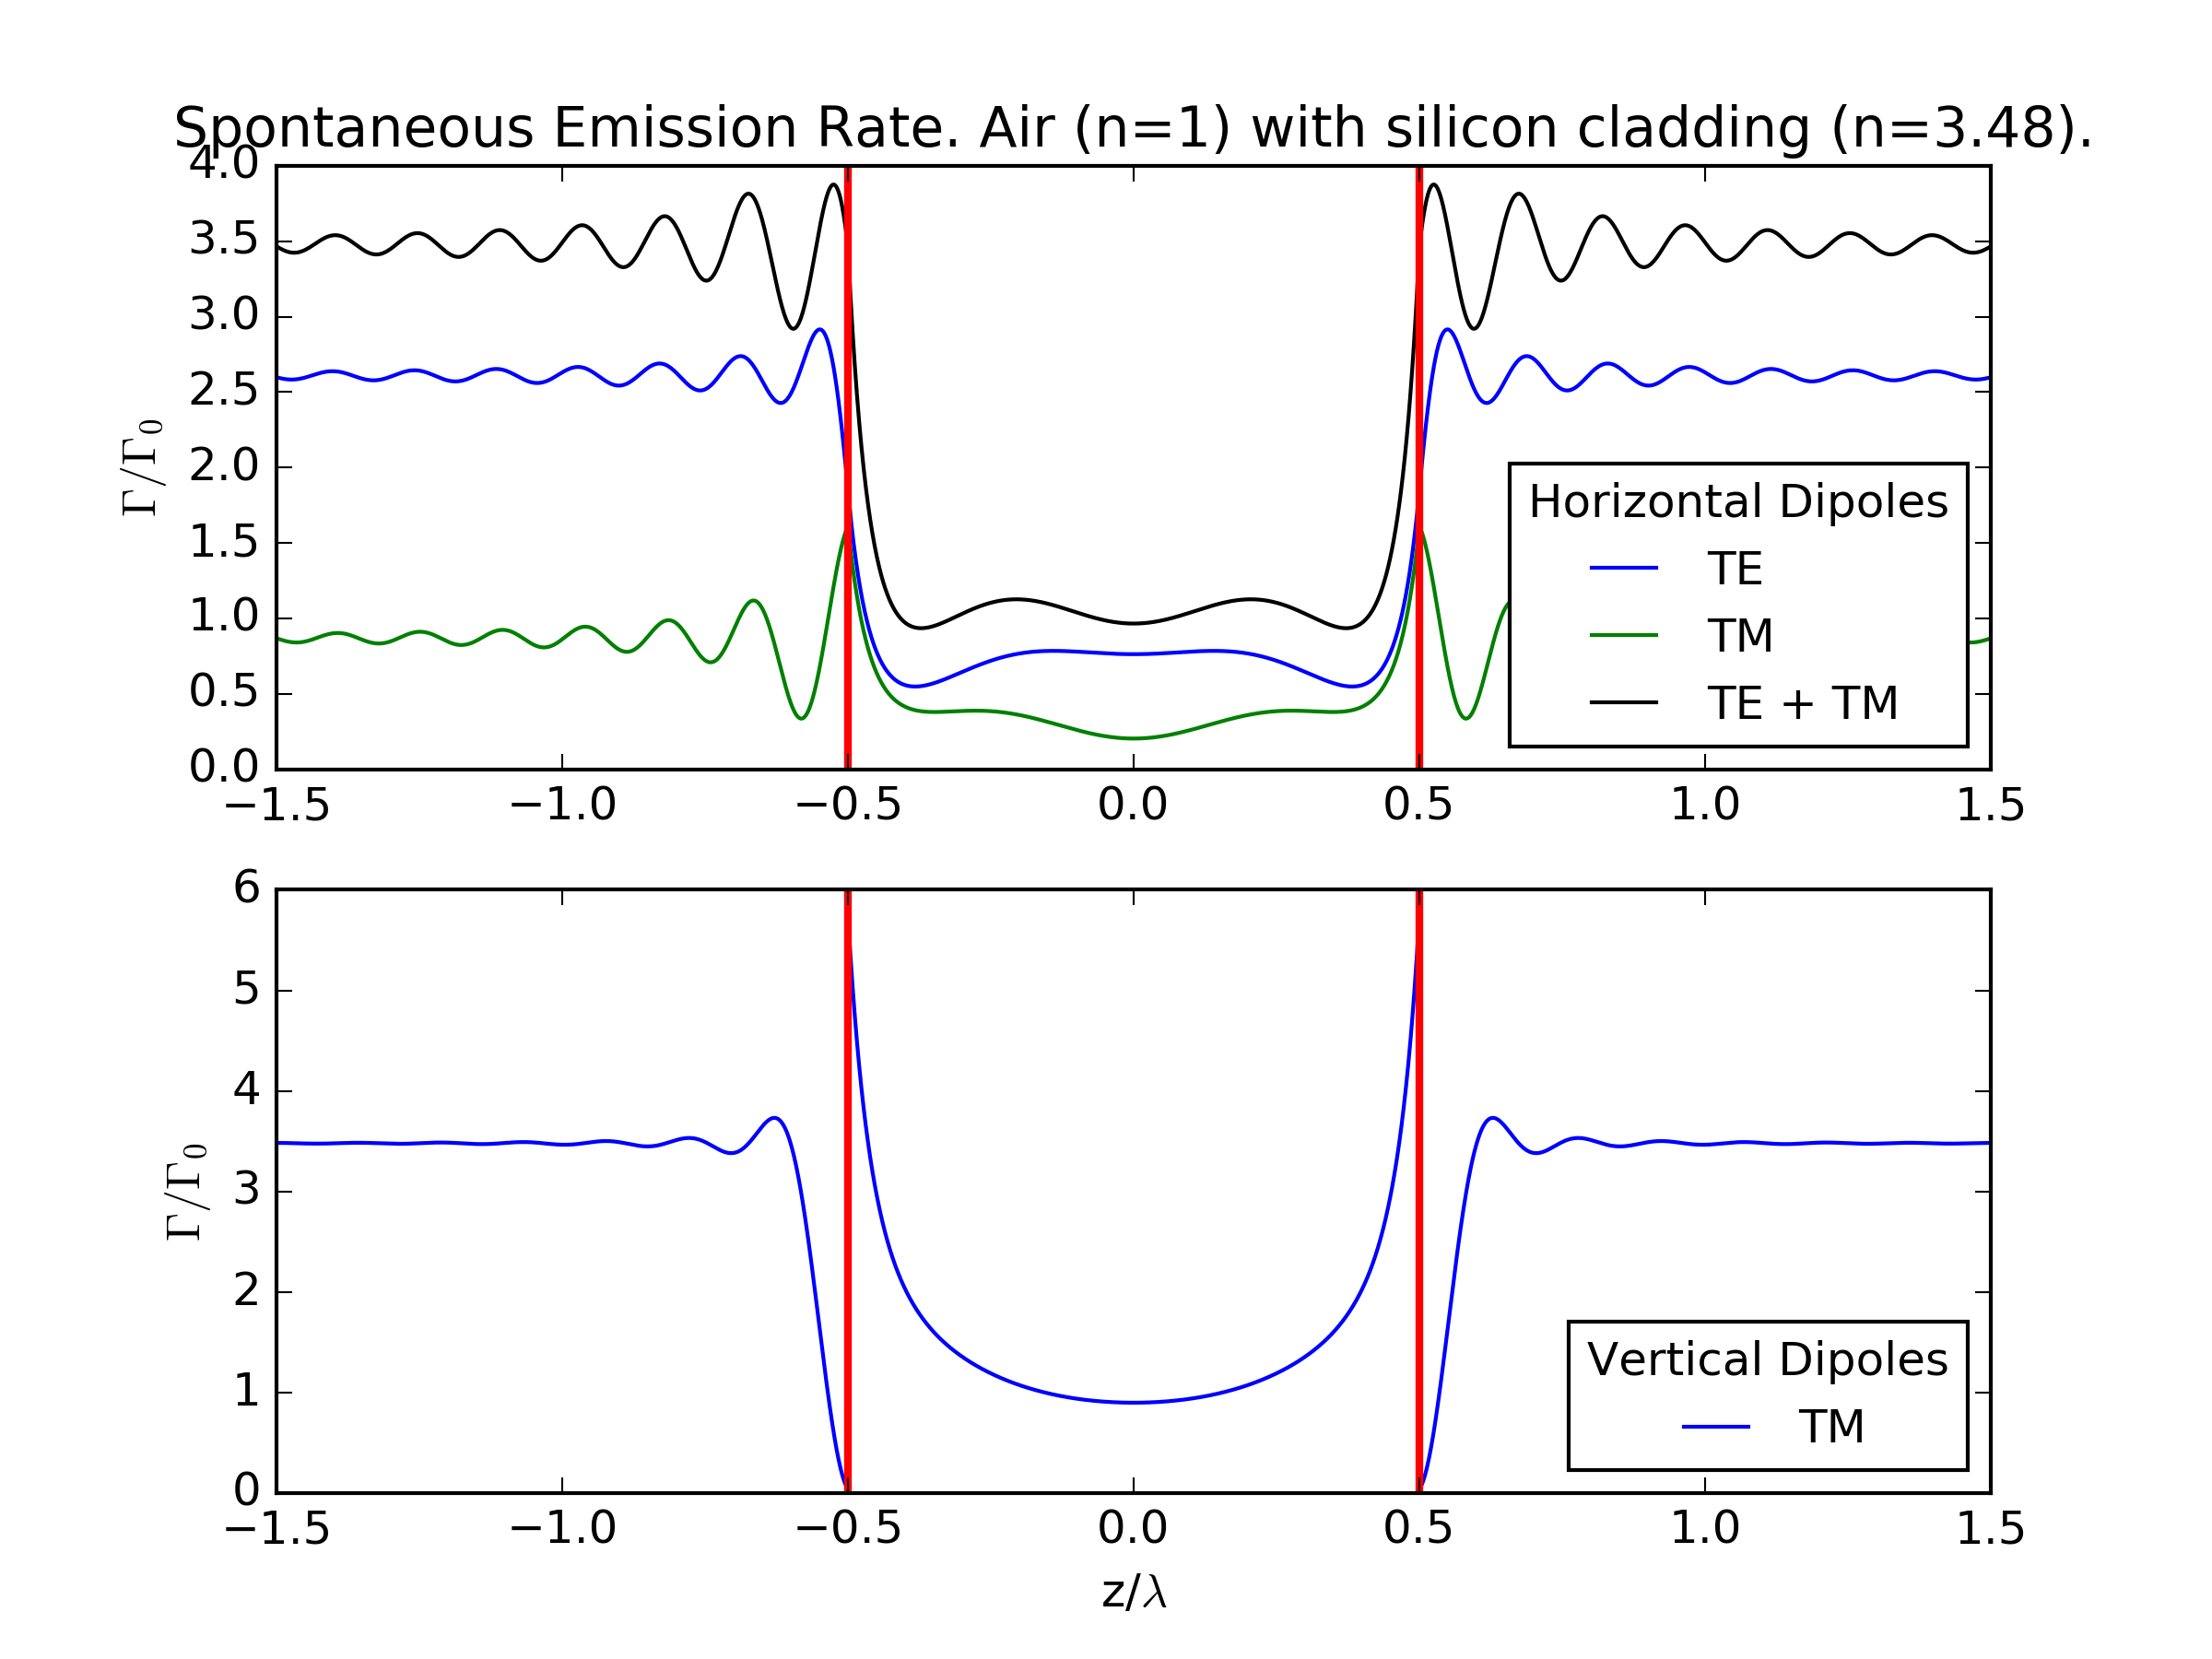 Spontaneous Emission Rate. Air (n=1) with silicon cladding (n=3.48).
4.0
3.5
3.0
2.5
2.0
1.5
1.0
0.5
0.0
Γ/Γ₀
−1.5 −1.0 −0.5 0.0 0.5 1.0 1.5
Horizontal Dipoles
TE
TM
TE + TM
6
5
4
3
2
1
0
Γ/Γ₀
−1.5 −1.0 −0.5 0.0 0.5 1.0 1.5
z/λ
Vertical Dipoles
TM